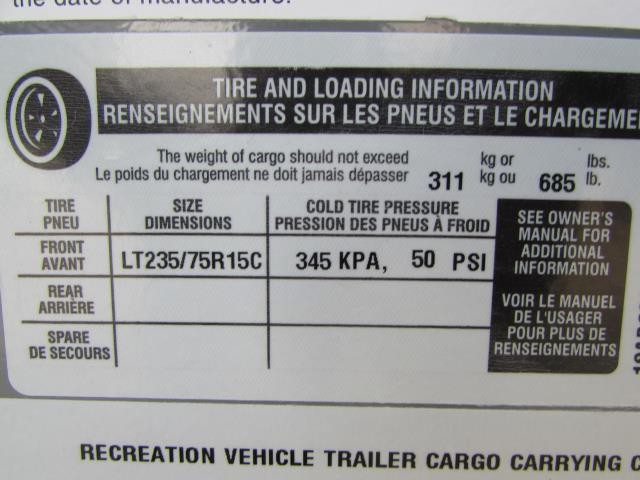 the date of manufacture.
TIRE AND LOADING INFORMATION
RENSEIGNEMENTS SUR LES PNEUS ET LE CHARGEME
The weight of cargo should not exceed kg or lbs.
Le poids du chargement ne doit jamais dépasser 311 kg ou 685 lb.
TIRE SIZE COLD TIRE PRESSURE
PNEU DIMENSIONS PRESSION DES PNEUS À FROID
FRONT
AVANT LT235/75R15C 345 KPA, 50 PSI
REAR
ARRIÈRE
SPARE
DE SECOURS
SEE OWNER'S
MANUAL FOR
ADDITIONAL
INFORMATION
VOIR LE MANUEL
DE L'USAGER
POUR PLUS DE
RENSEIGNEMENTS
RECREATION VEHICLE TRAILER CARGO CARRYING C